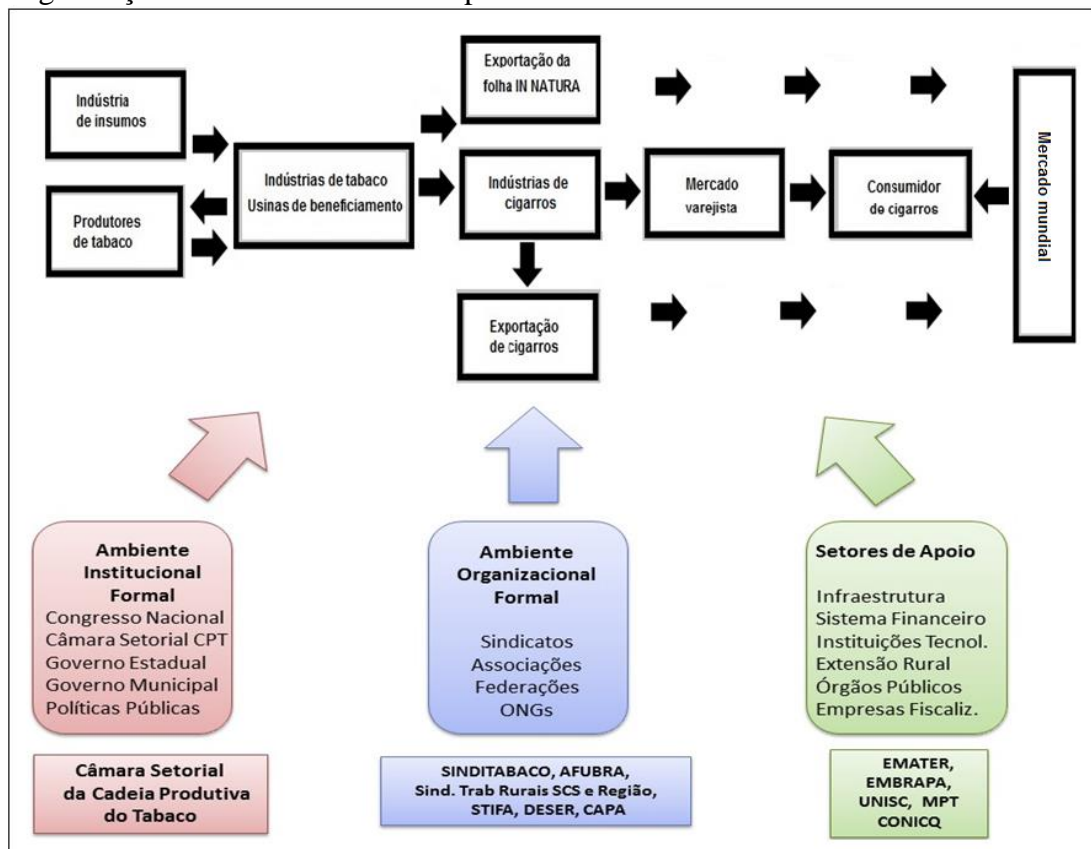 Exportação da
folha IN NATURA
Indústria
de insumos
Indústrias de tabaco
Usinas de beneficiamento
Indústrias de
cigarros
Mercado
varejista
Consumidor
de cigarros
Mercado mundial
Produtores
de tabaco
Exportação
de cigarros
Ambiente
Institucional
Formal
Congresso Nacional
Câmara Setorial CPT
Governo Estadual
Governo Municipal
Políticas Públicas
Ambiente
Organizacional
Formal
Sindicatos
Associações
Federações
ONGs
Setores de Apoio
Infraestrutura
Sistema Financeiro
Instituições Tecnol.
Extensão Rural
Órgãos Públicos
Empresas Fiscaliz.
Câmara Setorial
da Cadeia Produtiva
do Tabaco
SINDITABACO, AFUBRA,
Sind. Trab Rurais SCS e Região,
STIFA, DESER, CAPA
EMATER,
EMBRAPA,
UNISC, MPT
CONICQ